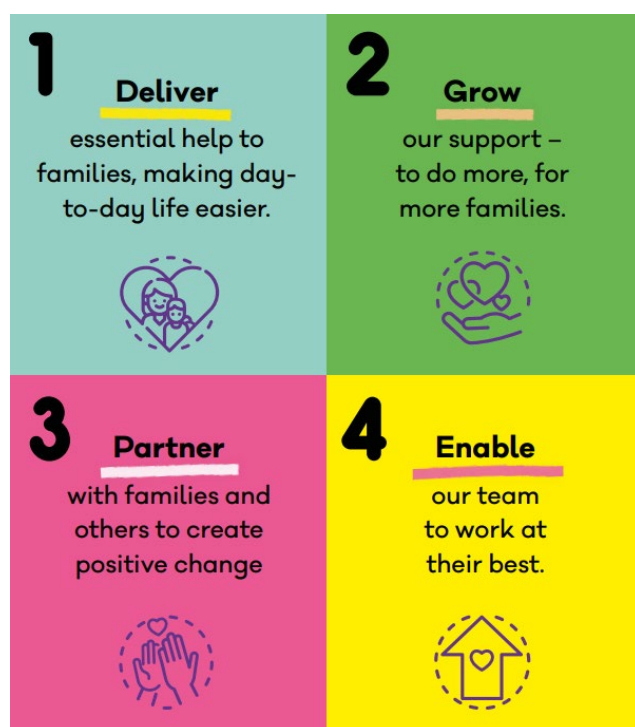 1
Deliver
essential help to
families, making day-
to-day life easier.
2
Grow
our support –
to do more, for
more families.
3
Partner
with families and
others to create
positive change
4
Enable
our team
to work at
their best.